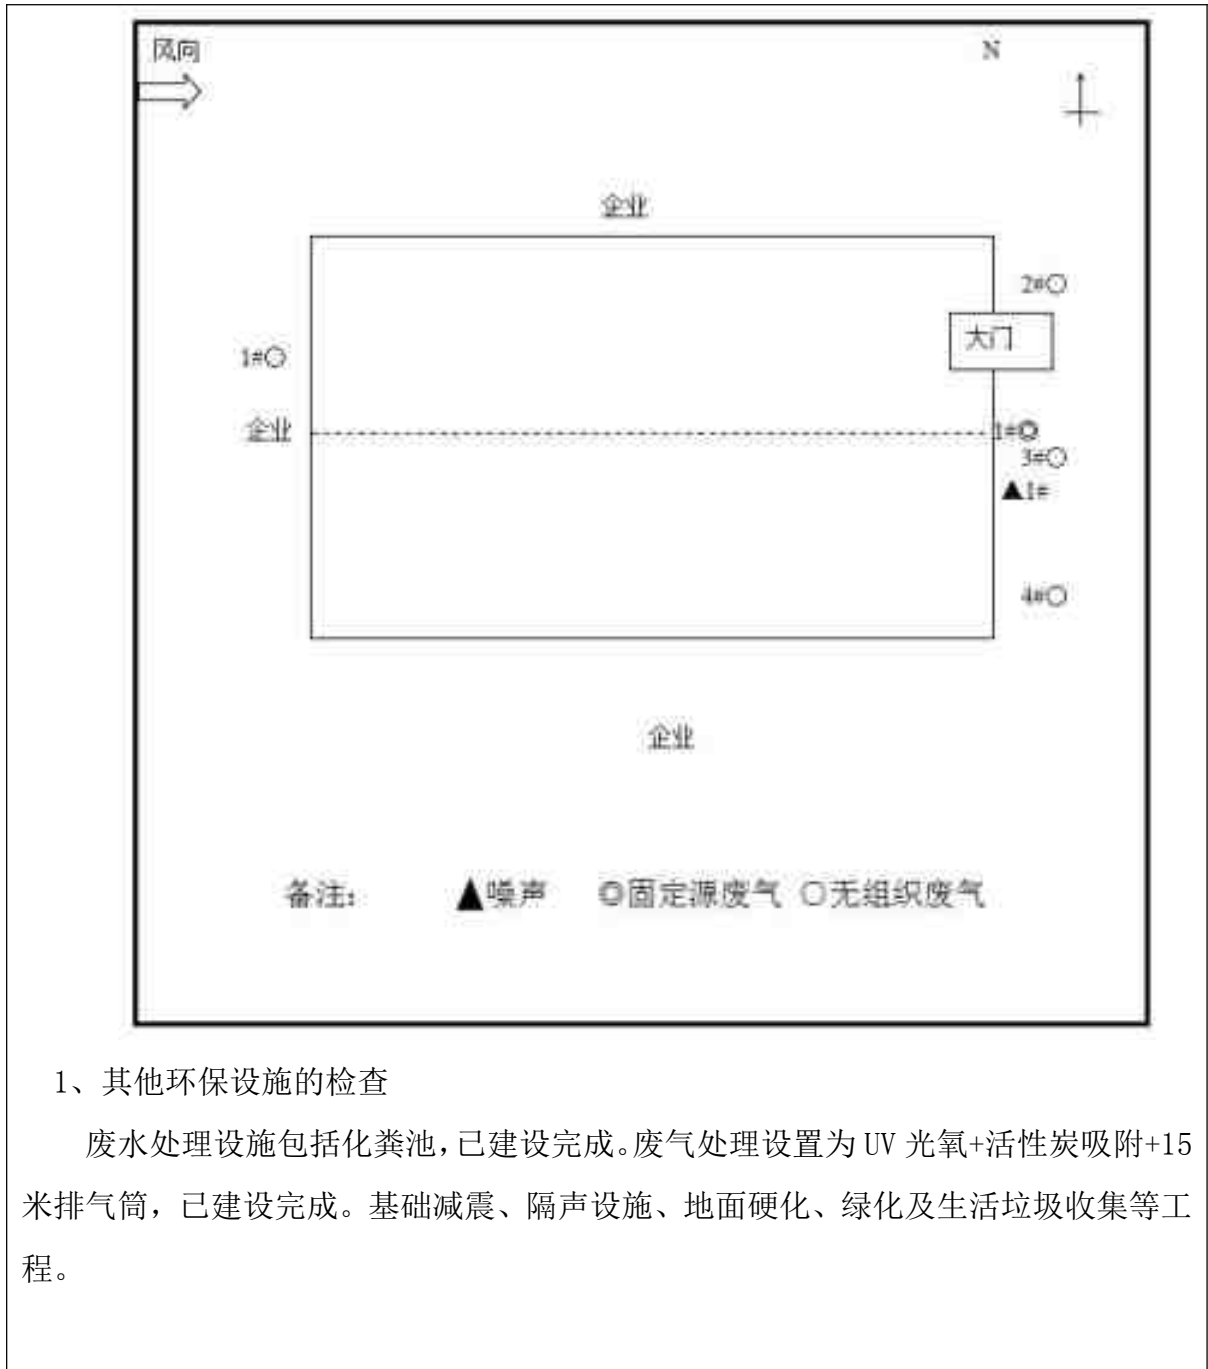 风向
N
企业
2#○
大门
1#○
企业
1#◎
3#○
▲1#
4#○
企业
备注： ▲噪声 ◎固定源废气 ○无组织废气
1、其他环保设施的检查
废水处理设施包括化粪池，已建设完成。废气处理设置为 UV 光氧+活性炭吸附+15
米排气筒，已建设完成。基础减震、隔声设施、地面硬化、绿化及生活垃圾收集等工
程。